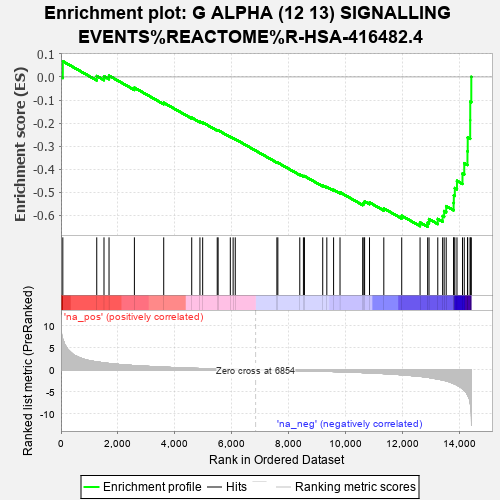 Enrichment plot: G ALPHA (12 13) SIGNALLING
EVENTS%REACTOME%R-HSA-416482.4
Enrichment score (ES)
0.1
0.0
-0.1
-0.2
-0.3
-0.4
-0.5
-0.6
'na_pos' (positively correlated)
Ranked list metric (PreRanked)
10
5
0
-5
-10
Zero cross at 6854
'na_neg' (negatively correlated)
0
2,000
4,000
6,000
8,000
10,000
12,000
14,000
Rank in Ordered Dataset
Enrichment profile
Hits
Ranking metric scores